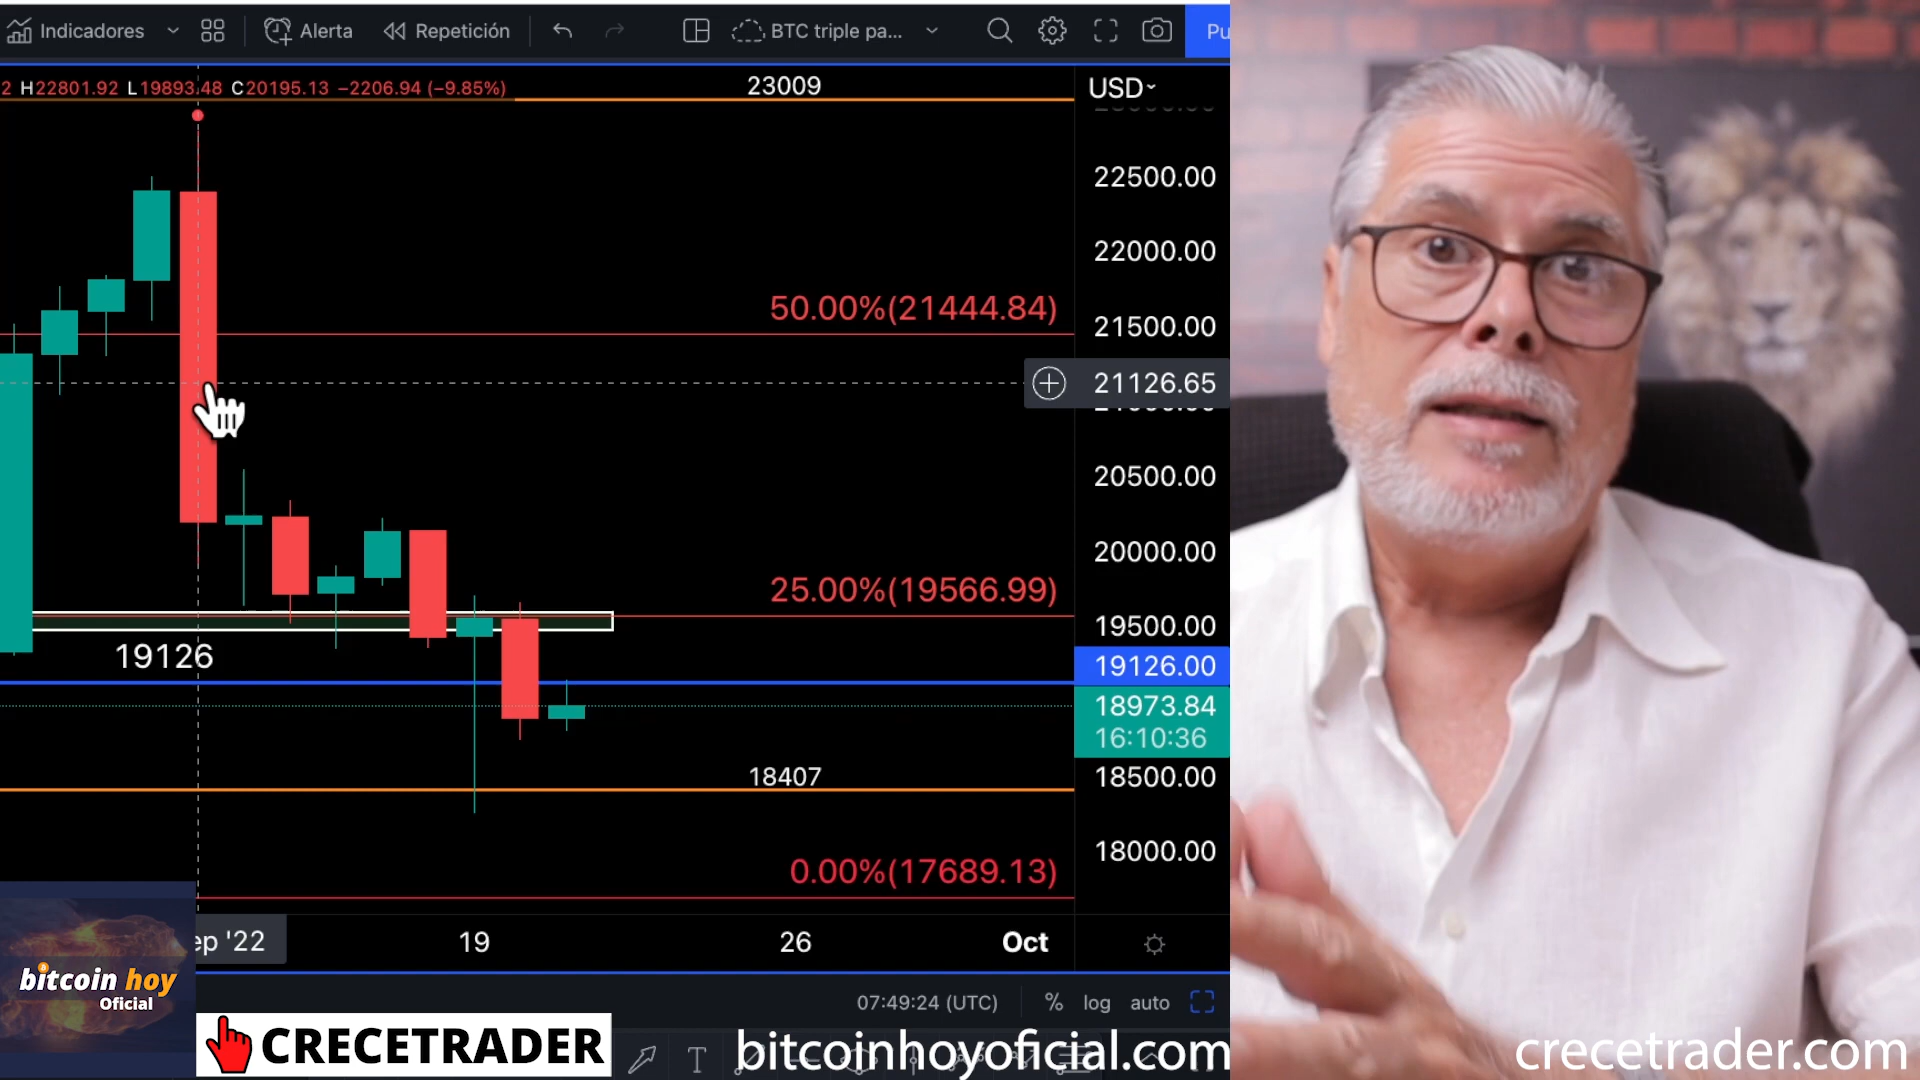 Indicadores
Alerta
Repetición
BTC triple pa...
Pu
2 H22801.92 L19893.48 C20195.13 −2206.94 (−9.85%)
23009
USD
22500.00
22000.00
50.00%(21444.84)
21500.00
21126.65
20500.00
20000.00
25.00%(19566.99)
19500.00
19126
19126.00
18973.84
16:10:36
18407
18500.00
18000.00
0.00%(17689.13)
ep '22
19
26
Oct
bitcoin hoy
Oficial
07:49:24 (UTC)
%
log
auto
CRECETRADER
T
bitcoinhoyoficial.com
crecetrader.com